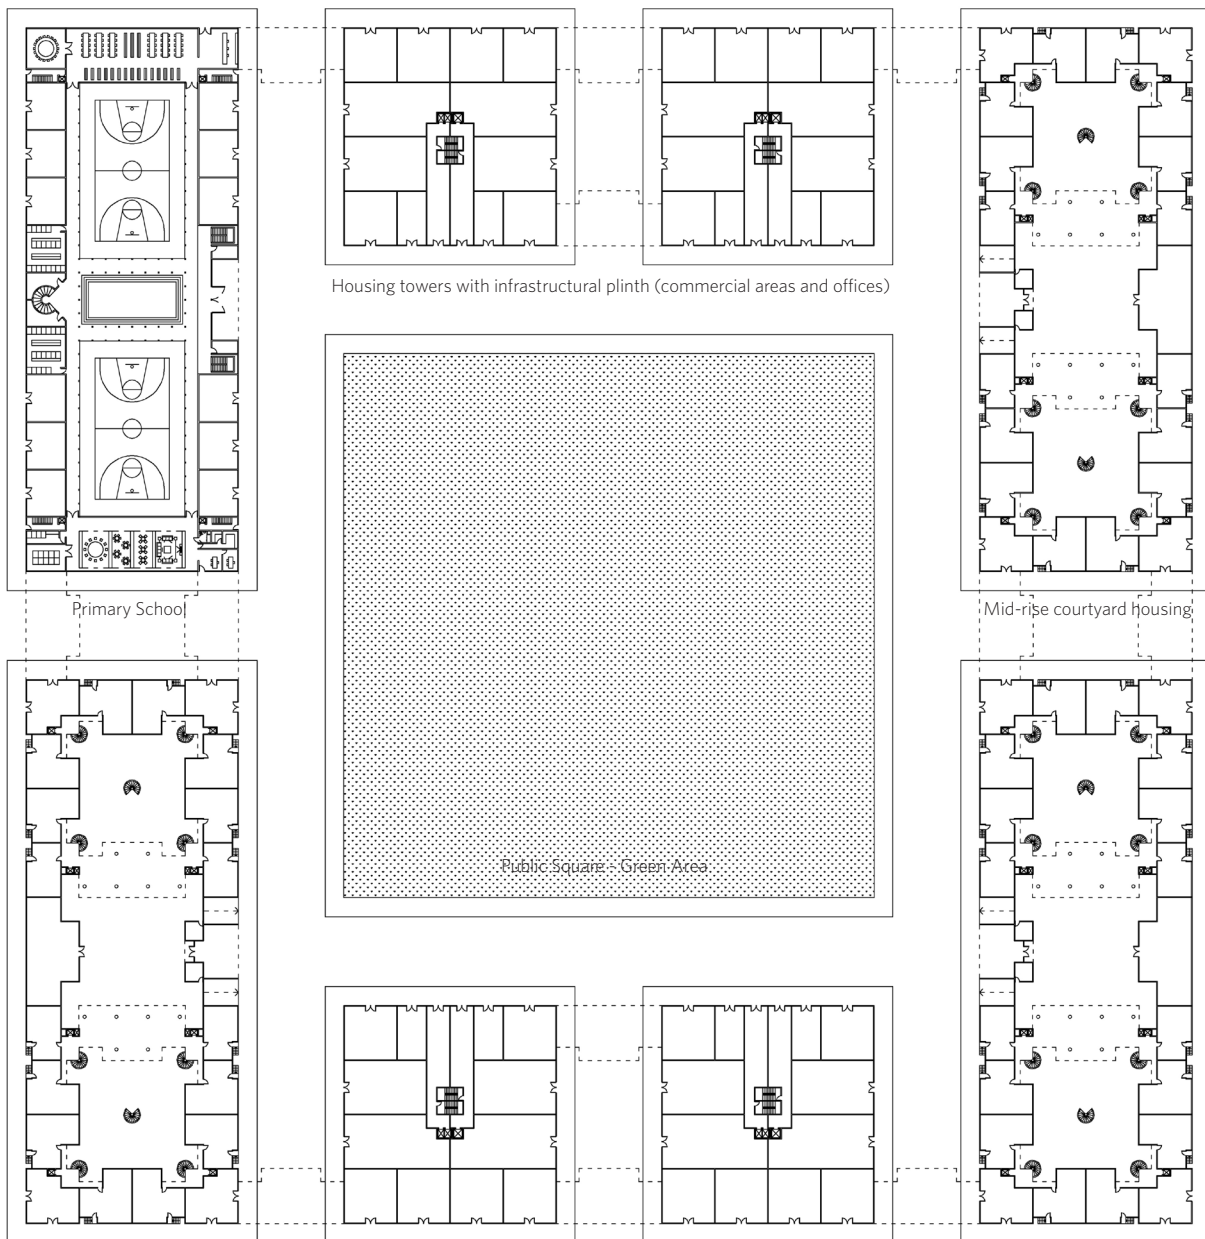 Housing towers with infrastructural plinth (commercial areas and offices)
Primary School
Mid-rise courtyard housing
Public Square - Green Area